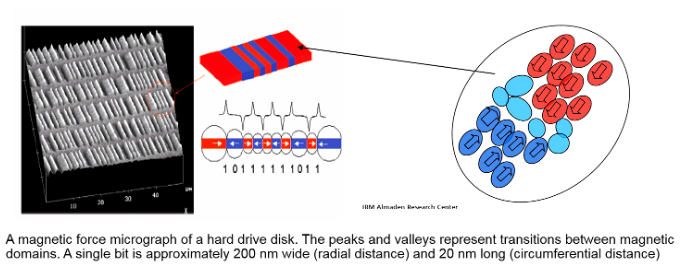 10 20 30 40
1 0 1 1 1 1 1 1 0 1 1
IBM Almaden Research Center
A magnetic force micrograph of a hard drive disk. The peaks and valleys represent transitions between magnetic
domains. A single bit is approximately 200 nm wide (radial distance) and 20 nm long (circumferential distance)